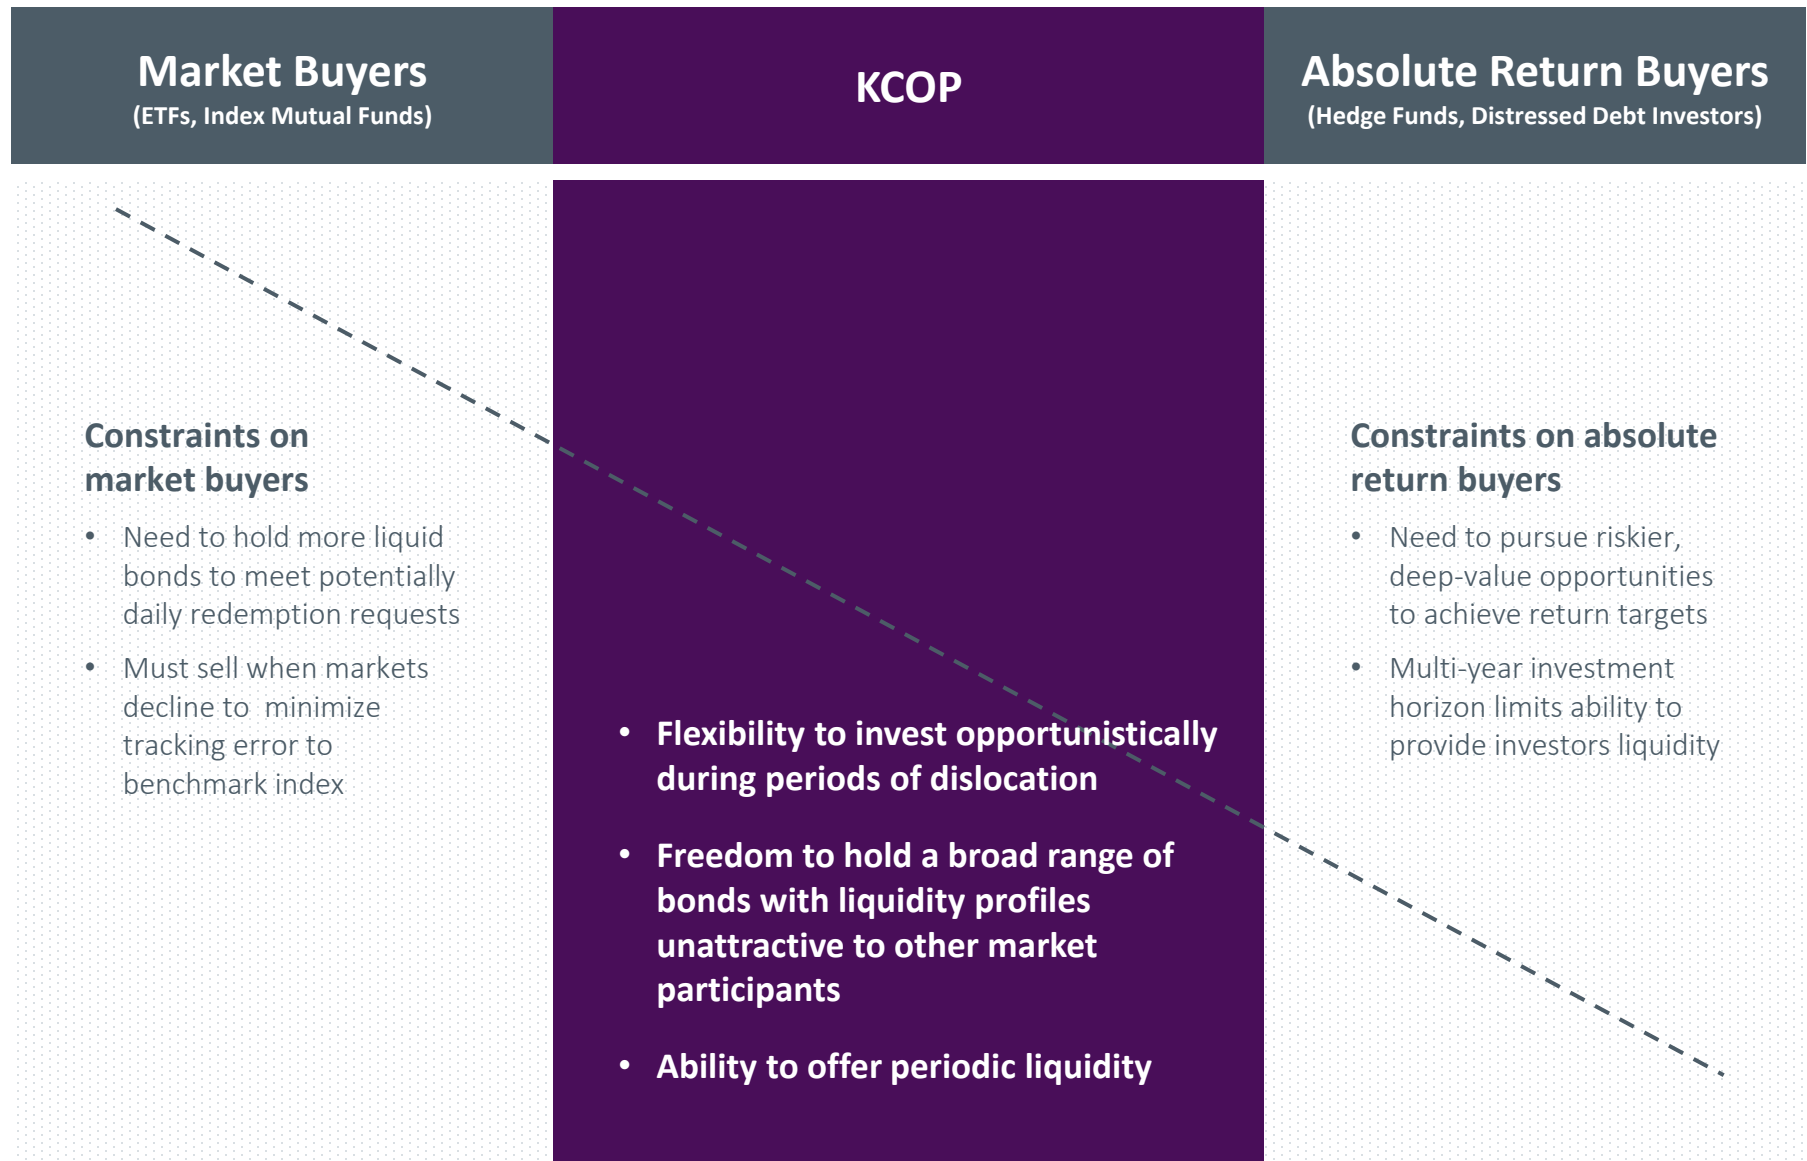 Market Buyers
(ETFs, Index Mutual Funds)
KCOP
Absolute Return Buyers
(Hedge Funds, Distressed Debt Investors)
Constraints on
market buyers
• Need to hold more liquid
bonds to meet potentially
daily redemption requests
• Must sell when markets
decline to  minimize
tracking error to
benchmark index
• Flexibility to invest opportunistically
during periods of dislocation
• Freedom to hold a broad range of
bonds with liquidity profiles
unattractive to other market
participants
• Ability to offer periodic liquidity
Constraints on absolute
return buyers
• Need to pursue riskier,
deep-value opportunities
to achieve return targets
• Multi-year investment
horizon limits ability to
provide investors liquidity